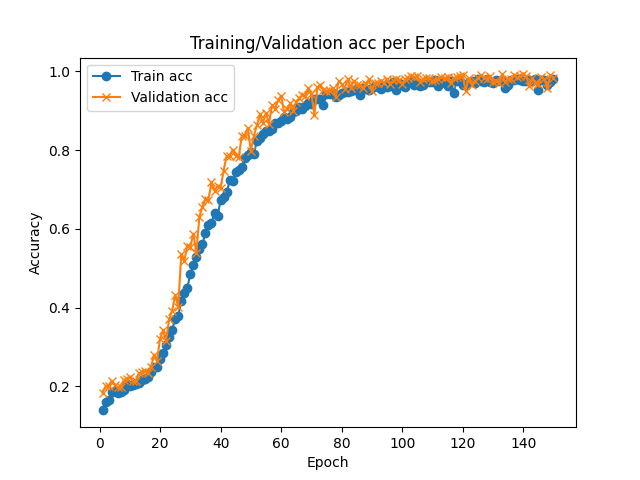 Training/Validation acc per Epoch
Train acc
Validation acc
1.0
0.8
0.6
0.4
0.2
Accuracy
0 20 40 60 80 100 120 140
Epoch